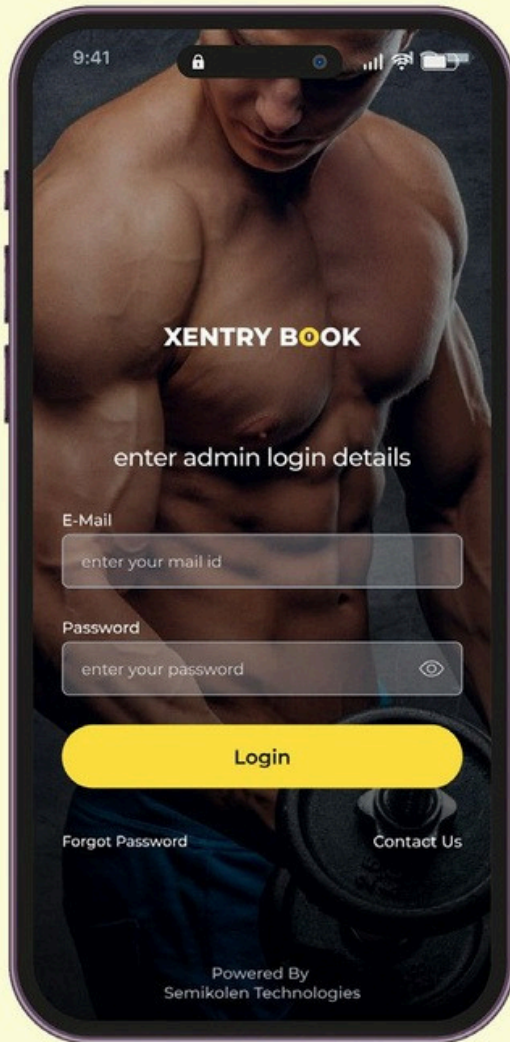 9:41
XENTRY BOOK
enter admin login details
E-Mail
enter your mail id
Password
enter your password
Login
Forgot Password
Contact Us
Powered By
Semikolen Technologies